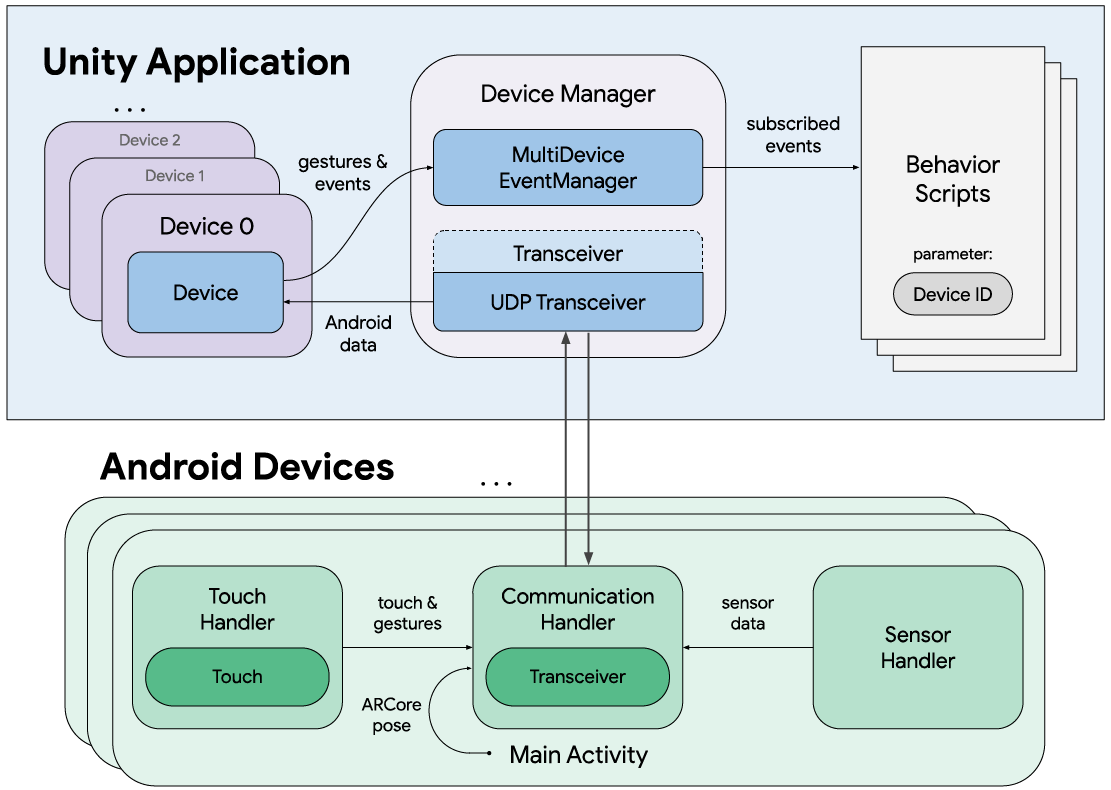 Unity Application
. . .
Device 2
Device 1
Device 0
Device
gestures &
events
Android
data
Device Manager
MultiDevice
EventManager
Transceiver
UDP Transceiver
subscribed
events
Behavior
Scripts
parameter:
Device ID
Android Devices
. . .
Touch
Handler
Touch
touch &
gestures
Communication
Handler
Transceiver
sensor
data
Sensor
Handler
ARCore
pose
Main Activity